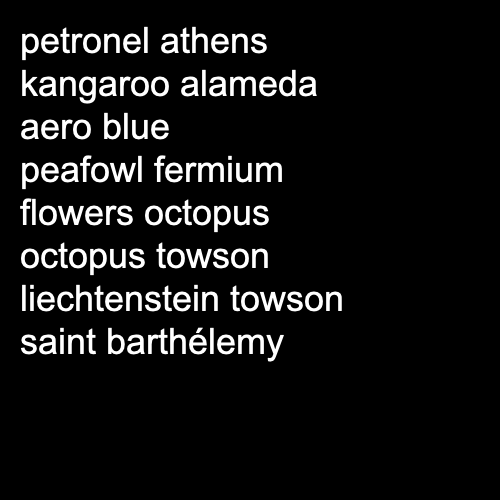 petronel athens
kangaroo alameda
aero blue
peafowl fermium
flowers octopus
octopus towson
liechtenstein towson
saint barthélemy